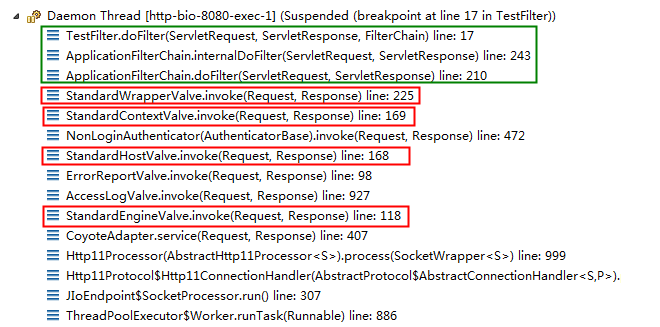 Daemon Thread [http-bio-8080-exec-1] (Suspended (breakpoint at line 17 in TestFilter))
TestFilter.doFilter(ServletRequest, ServletResponse, FilterChain) line: 17
ApplicationFilterChain.internalDoFilter(ServletRequest, ServletResponse) line: 243
ApplicationFilterChain.doFilter(ServletRequest, ServletResponse) line: 210
StandardWrapperValve.invoke(Request, Response) line: 225
StandardContextValve.invoke(Request, Response) line: 169
NonLoginAuthenticator(AuthenticatorBase).invoke(Request, Response) line: 472
StandardHostValve.invoke(Request, Response) line: 168
ErrorReportValve.invoke(Request, Response) line: 98
AccessLogValve.invoke(Request, Response) line: 927
StandardEngineValve.invoke(Request, Response) line: 118
CoyoteAdapter.service(Request, Response) line: 407
Http11Processor(AbstractHttp11Processor<S>).process(SocketWrapper<S>) line: 999
Http11Protocol$Http11ConnectionHandler(AbstractProtocol$AbstractConnectionHandler<S,P>).
JIoEndpoint$SocketProcessor.run() line: 307
ThreadPoolExecutor$Worker.runTask(Runnable) line: 886